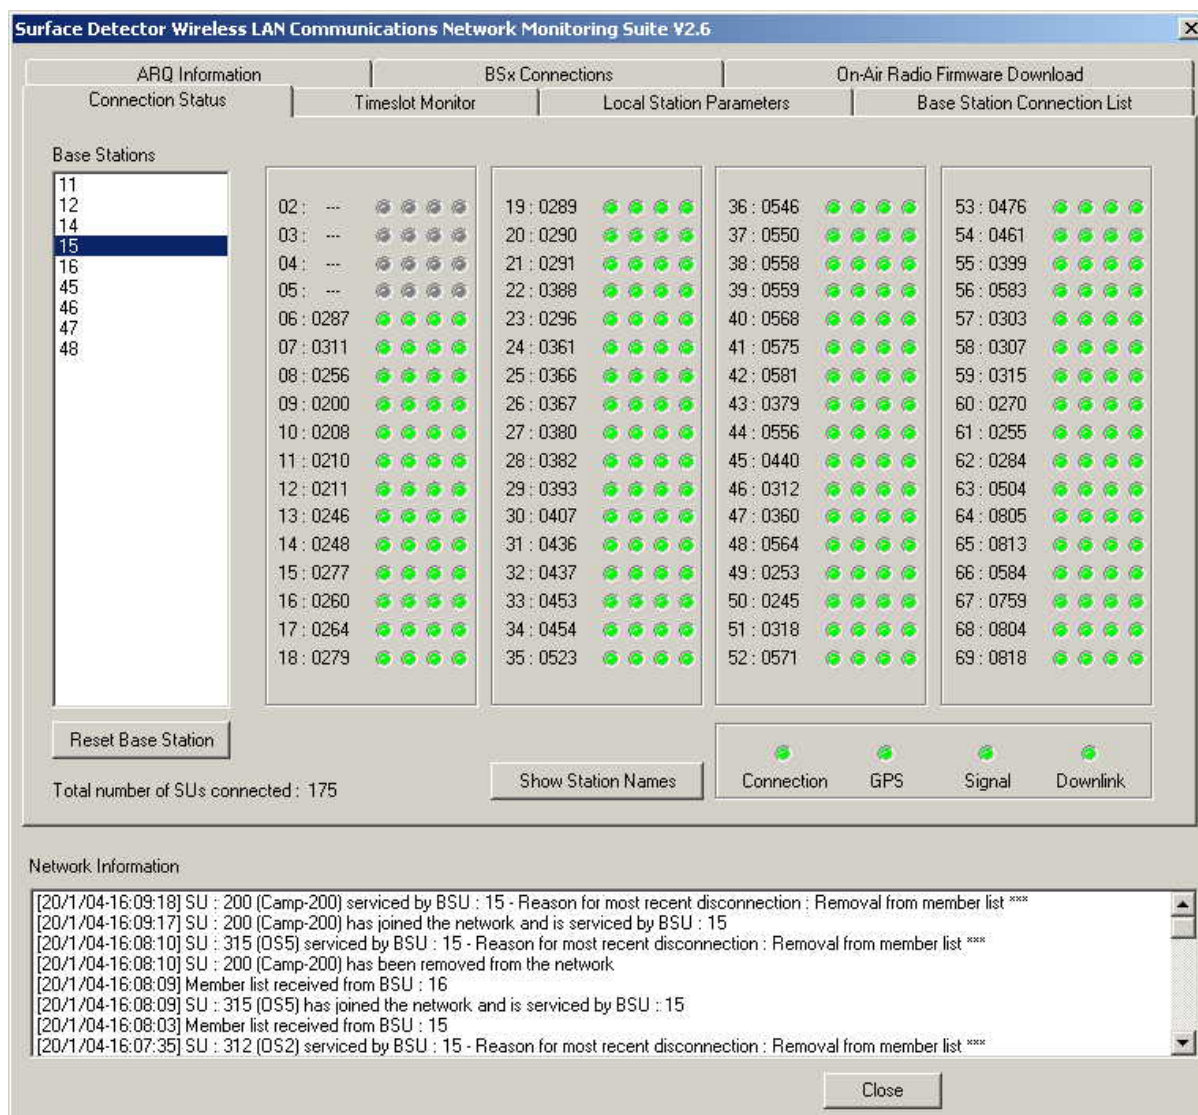 Surface Detector Wireless LAN Communications Network Monitoring Suite V2.6
ARQ Information BSx Connections On-Air Radio Firmware Download
Connection Status Timeslot Monitor Local Station Parameters Base Station Connection List
Base Stations
11
12
14
15
16
45
46
47
48
02 : ---
03 : ---
04 : ---
05 : ---
06 : 0287
07 : 0311
08 : 0256
09 : 0200
10 : 0208
11 : 0210
12 : 0211
13 : 0246
14 : 0248
15 : 0277
16 : 0260
17 : 0264
18 : 0279
19 : 0289
20 : 0290
21 : 0291
22 : 0388
23 : 0296
24 : 0361
25 : 0366
26 : 0367
27 : 0380
28 : 0382
29 : 0393
30 : 0407
31 : 0436
32 : 0437
33 : 0453
34 : 0454
35 : 0523
36 : 0546
37 : 0550
38 : 0558
39 : 0559
40 : 0568
41 : 0575
42 : 0581
43 : 0379
44 : 0556
45 : 0440
46 : 0312
47 : 0360
48 : 0564
49 : 0253
50 : 0245
51 : 0318
52 : 0571
53 : 0476
54 : 0461
55 : 0399
56 : 0583
57 : 0303
58 : 0307
59 : 0315
60 : 0270
61 : 0255
62 : 0284
63 : 0504
64 : 0805
65 : 0813
66 : 0584
67 : 0759
68 : 0804
69 : 0818
Reset Base Station
Total number of SUs connected : 175
Show Station Names
Connection GPS Signal Downlink
Network Information
[20/1/04-16:09:18] SU : 200 (Camp-200) serviced by BSU : 15 - Reason for most recent disconnection : Removal from member list ***
[20/1/04-16:09:17] SU : 200 (Camp-200) has joined the network and is serviced by BSU : 15
[20/1/04-16:08:10] SU : 315 (OS5) serviced by BSU : 15 - Reason for most recent disconnection : Removal from member list ***
[20/1/04-16:08:10] SU : 200 (Camp-200) has been removed from the network
[20/1/04-16:08:09] Member list received from BSU : 16
[20/1/04-16:08:09] SU : 315 (OS5) has joined the network and is serviced by BSU : 15
[20/1/04-16:08:03] Member list received from BSU : 15
[20/1/04-16:07:35] SU : 312 (OS2) serviced by BSU : 15 - Reason for most recent disconnection : Removal from member list ***
Close